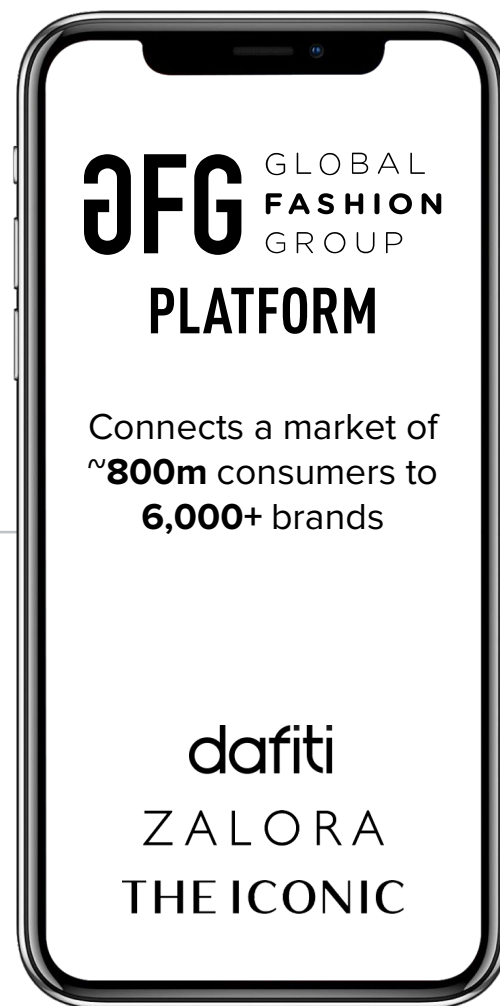 GFG GLOBAL
FASHION
GROUP
PLATFORM
Connects a market of
~800m consumers to
6,000+ brands
dafiti
ZALORA
THE ICONIC